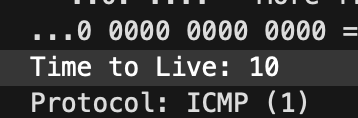 ...0 0000 0000 0000 =
Time to Live: 10
Protocol: ICMP (1)